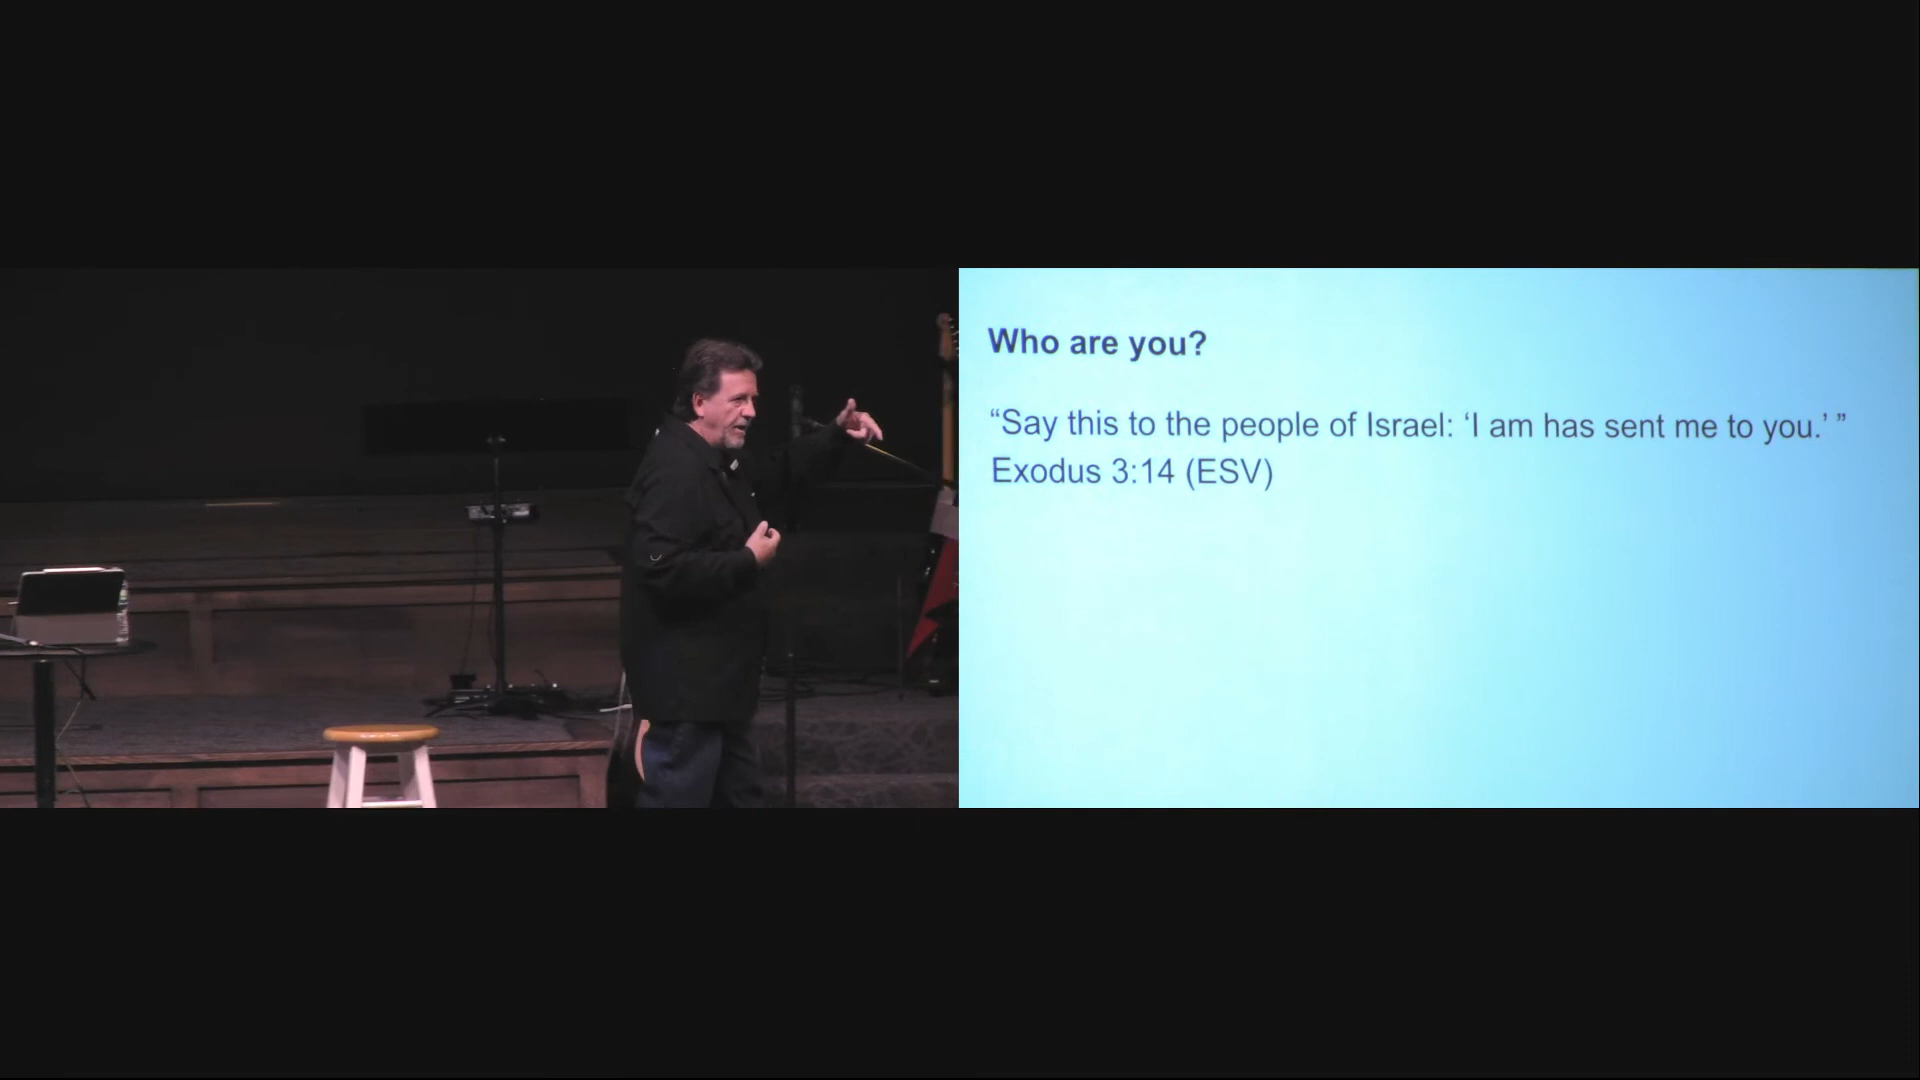 Who are you?
“Say this to the people of Israel: ‘I am has sent me to you.’ ”
Exodus 3:14 (ESV)